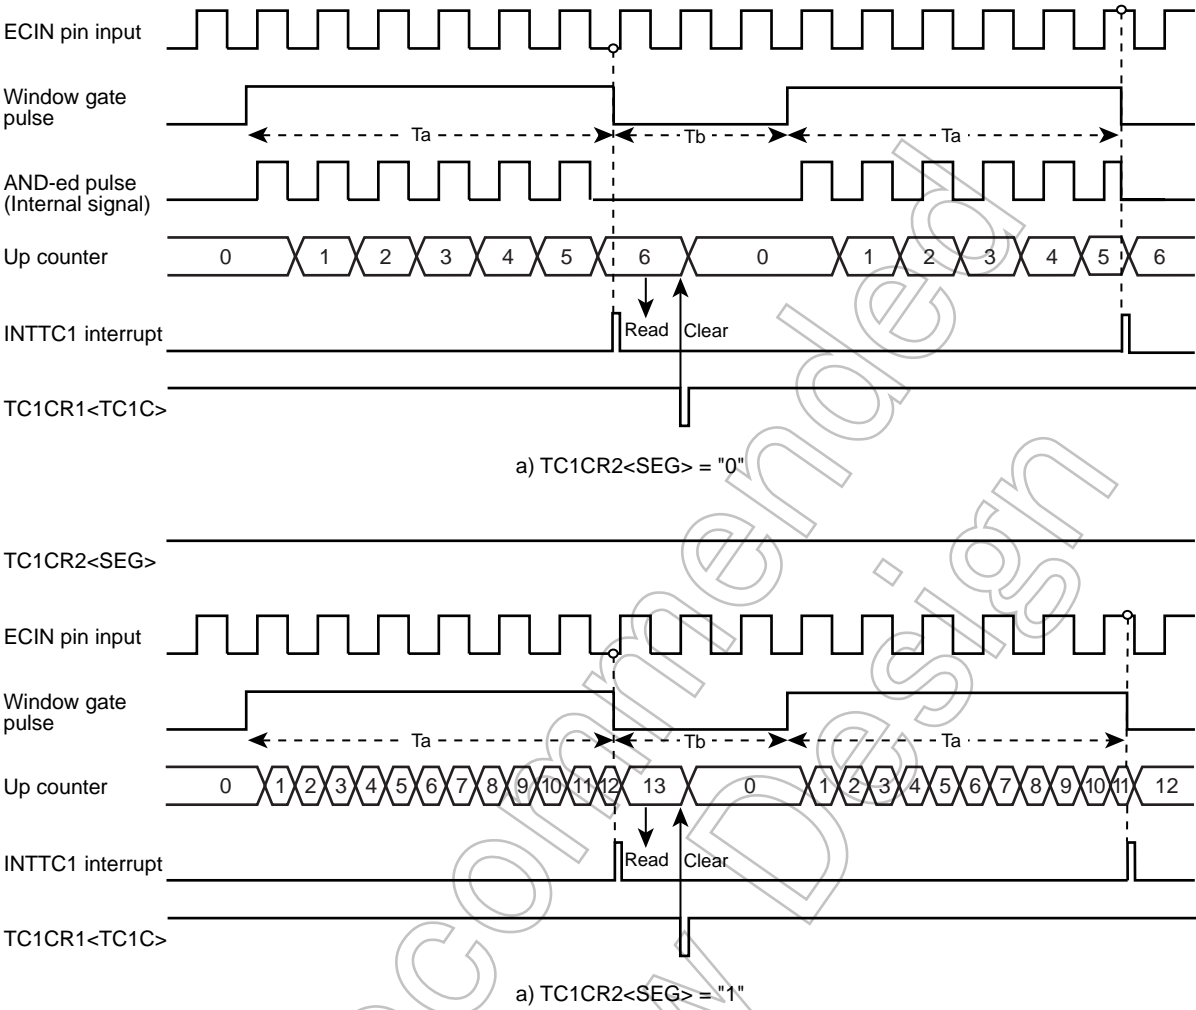 ECIN pin input
Window gate
pulse
Ta Tb Ta
AND-ed pulse
(Internal signal)
Up counter 0 1 2 3 4 5 6 0 1 2 3 4 5 6
Read Clear
INTTC1 interrupt
TC1CR1<TC1C>
a) TC1CR2<SEG> = "0"
TC1CR2<SEG>
ECIN pin input
Window gate
pulse
Ta Tb Ta
Up counter 0 1 2 3 4 5 6 7 8 9 10 11 12 13 0 1 2 3 4 5 6 7 8 9 10 11 12
Read Clear
INTTC1 interrupt
TC1CR1<TC1C>
a) TC1CR2<SEG> = "1"
ecommended
w Design